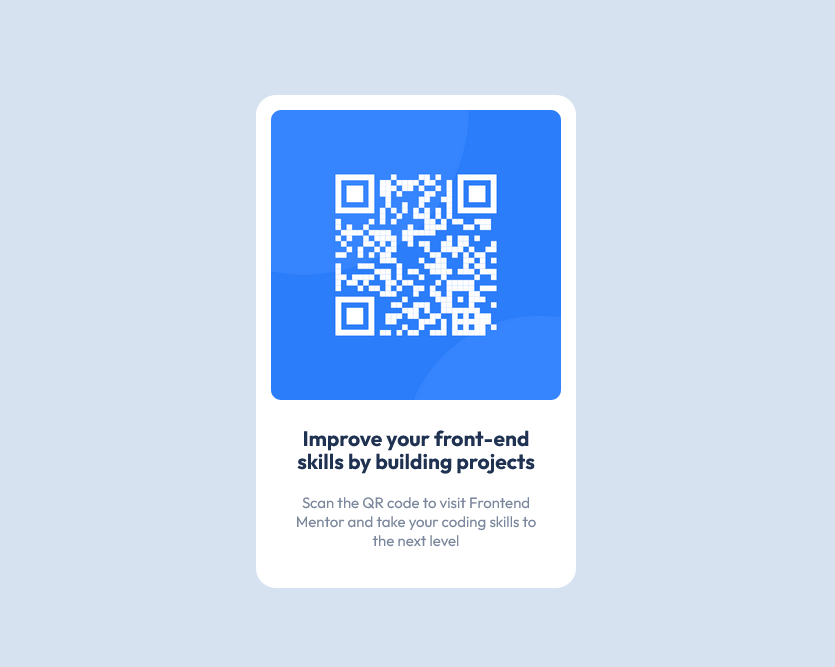 Improve your front-end
skills by building projects
Scan the QR code to visit Frontend
Mentor and take your coding skills to
the next level